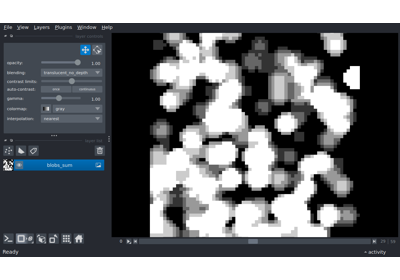 File View Layers Plugins Window Help
opacity: 1.00
blending: translucent_no_depth
contrast limits:
auto-contrast: once continuous
gamma: 1.00
colormap: gray
interpolation: nearest
blobs_sum
Ready
activity